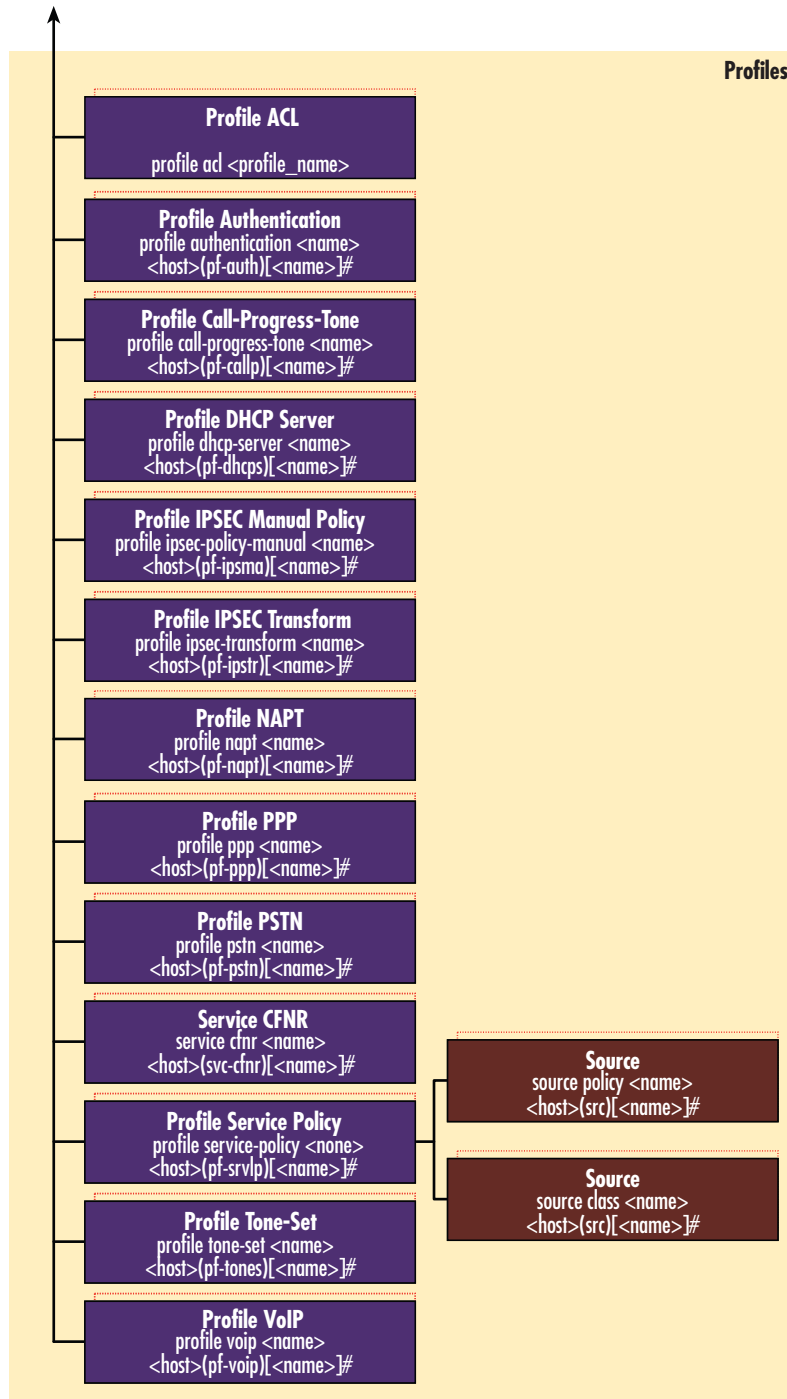 Profiles
Profile ACL
profile acl <profile_name>
Profile Authentication
profile authentication <name>
<host>(pf-auth)[<name>]#
Profile Call-Progress-Tone
profile call-progress-tone <name>
<host>(pf-callp)[<name>]#
Profile DHCP Server
profile dhcp-server <name>
<host>(pf-dhcps)[<name>]#
Profile IPSEC Manual Policy
profile ipsec-policy-manual <name>
<host>(pf-ipsma)[<name>]#
Profile IPSEC Transform
profile ipsec-transform <name>
<host>(pf-ipstr)[<name>]#
Profile NAPT
profile napt <name>
<host>(pf-napt)[<name>]#
Profile PPP
profile ppp <name>
<host>(pf-ppp)[<name>]#
Profile PSTN
profile pstn <name>
<host>(pf-pstn)[<name>]#
Service CFNR
service cfnr <name>
<host>(svc-cfnr)[<name>]#
Profile Service Policy
profile service-policy <none>
<host>(pf-srvlp)[<name>]#
Source
source policy <name>
<host>(src)[<name>]#
Source
source class <name>
<host>(src)[<name>]#
Profile Tone-Set
profile tone-set <name>
<host>(pf-tones)[<name>]#
Profile VoIP
profile voip <name>
<host>(pf-voip)[<name>]#